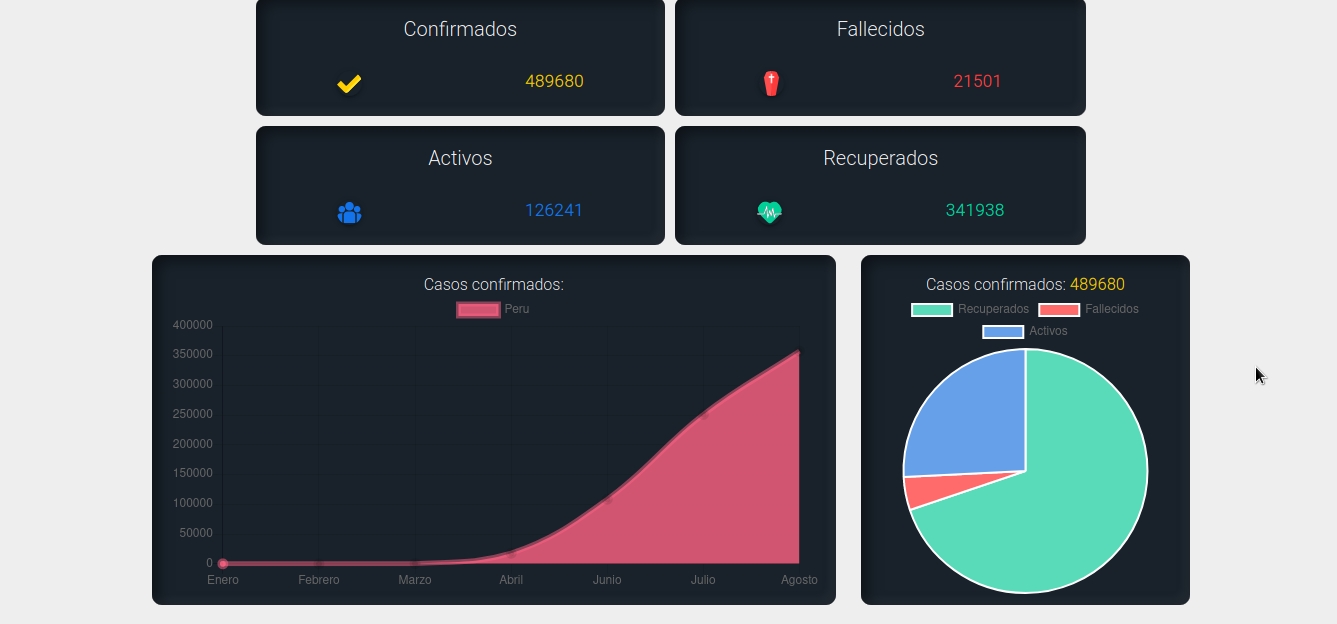 Confirmados
489680
Fallecidos
21501
Activos
126241
Recuperados
341938
Casos confirmados:
Peru
400000
350000
300000
250000
200000
150000
100000
50000
0
Enero Febrero Marzo Abril Junio Julio Agosto
Casos confirmados: 489680
Recuperados Fallecidos
Activos